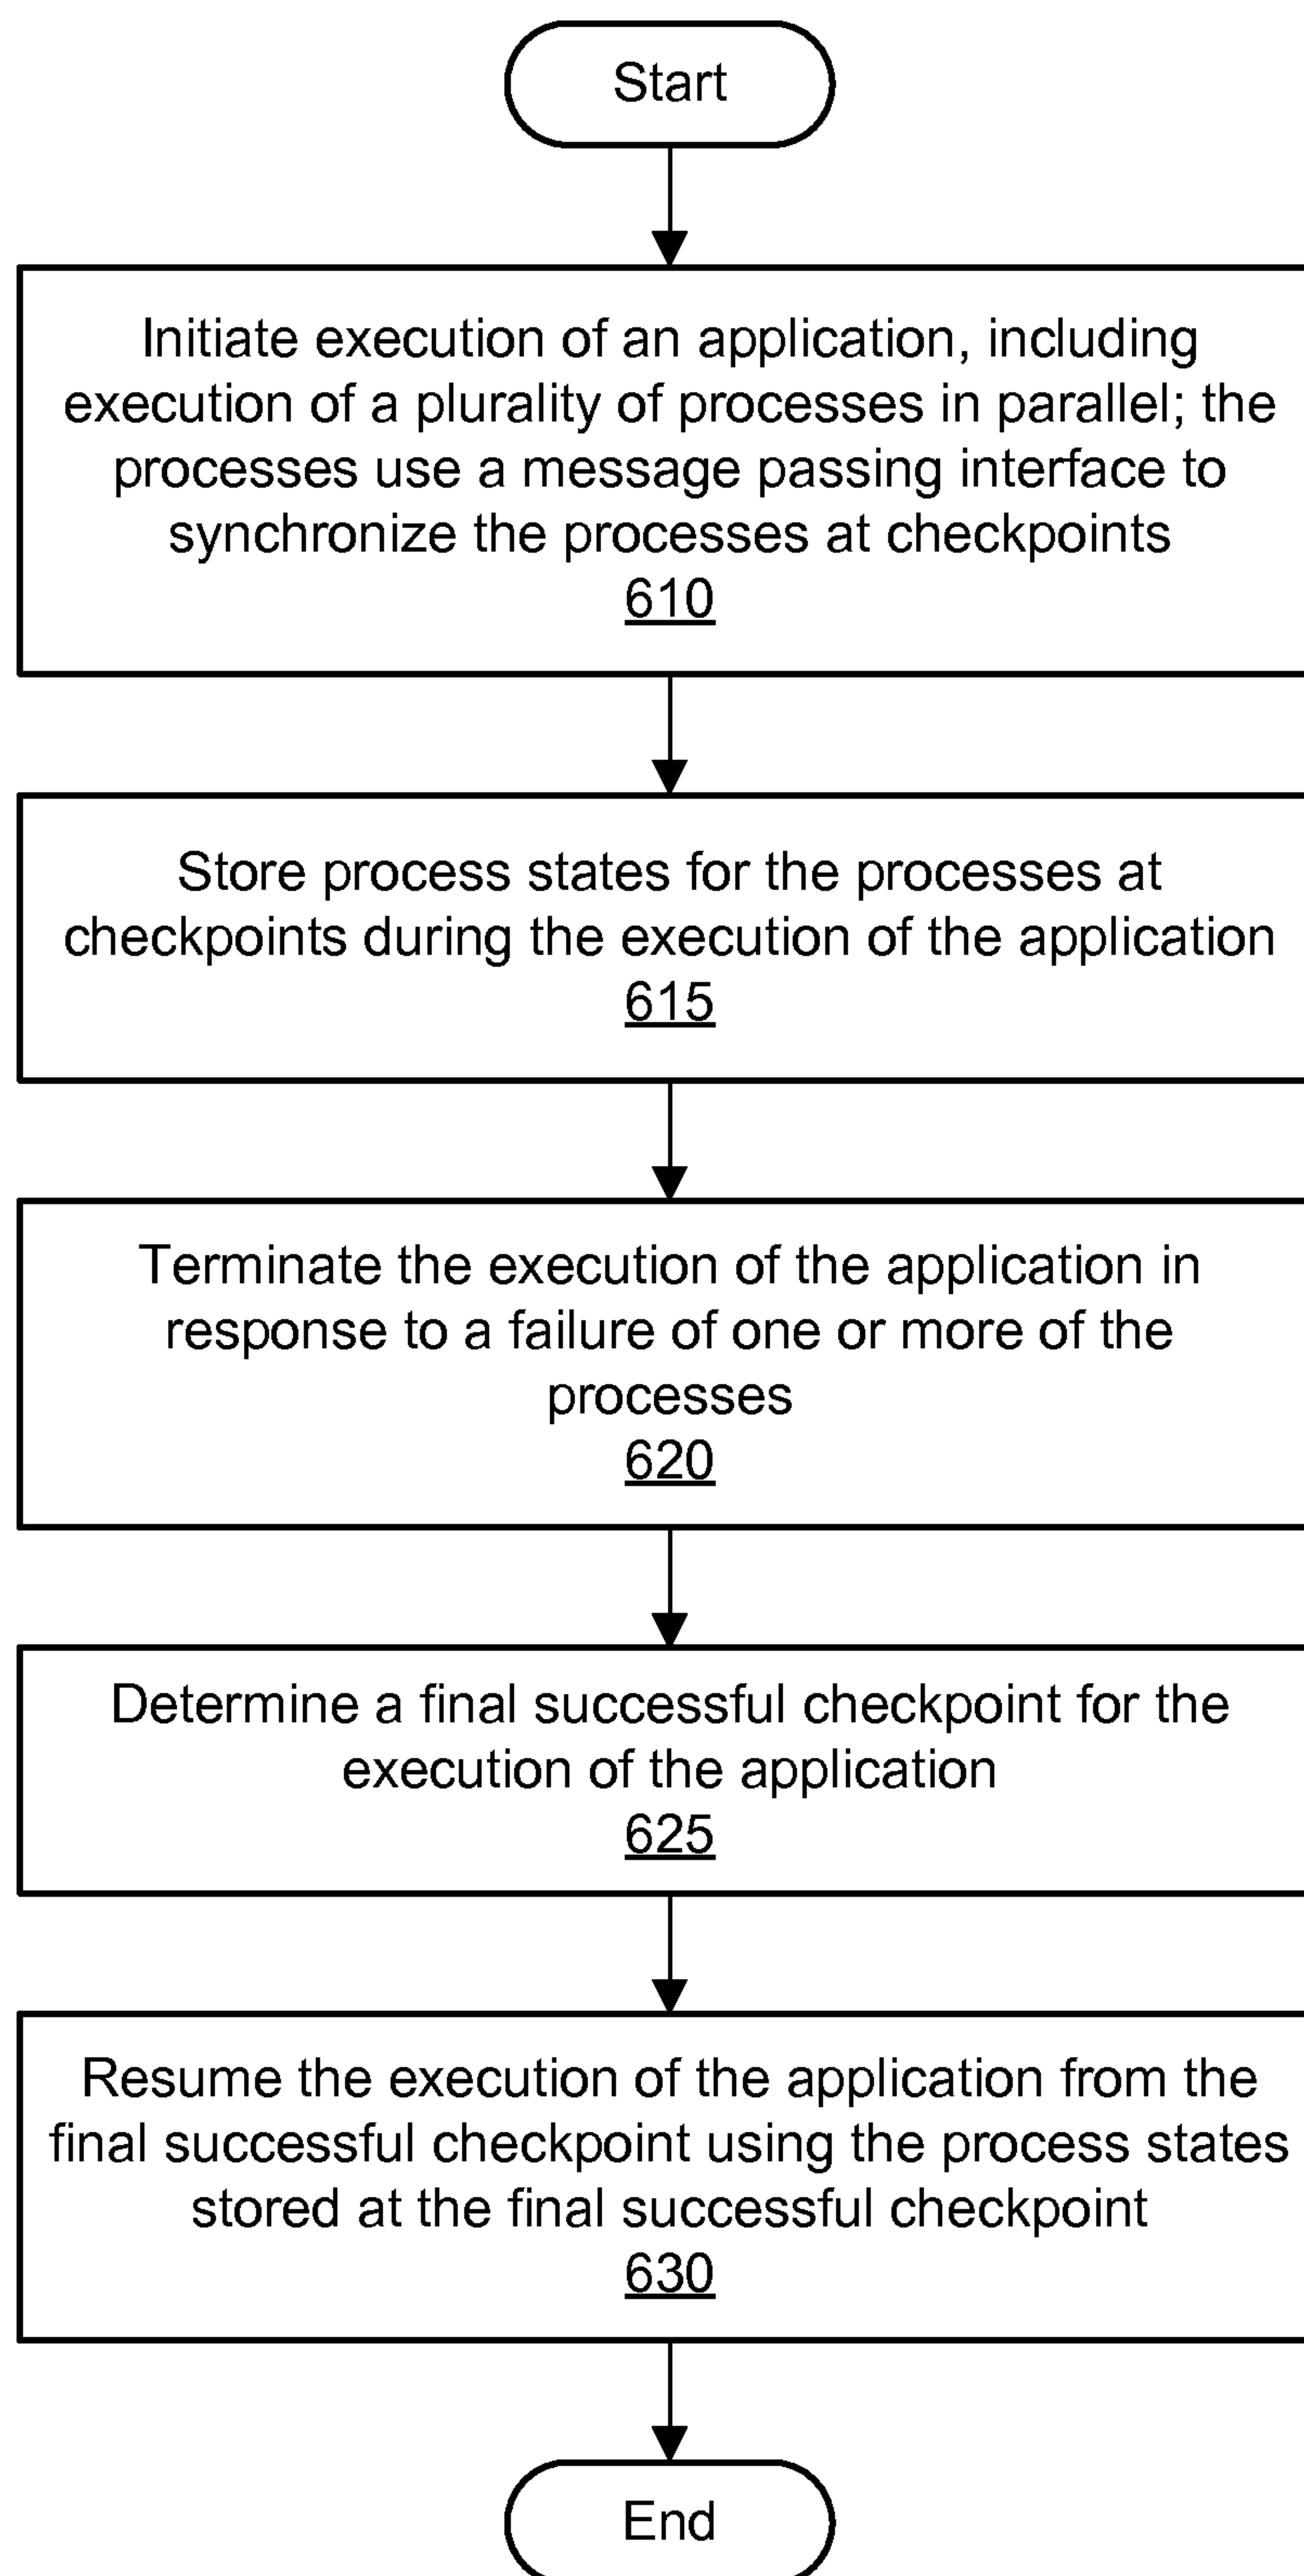 Start
Initiate execution of an application, including
execution of a plurality of processes in parallel; the
processes use a message passing interface to
synchronize the processes at checkpoints
610
Store process states for the processes at
checkpoints during the execution of the application
615
Terminate the execution of the application in
response to a failure of one or more of the
processes
620
Determine a final successful checkpoint for the
execution of the application
625
Resume the execution of the application from the
final successful checkpoint using the process states
stored at the final successful checkpoint
630
End